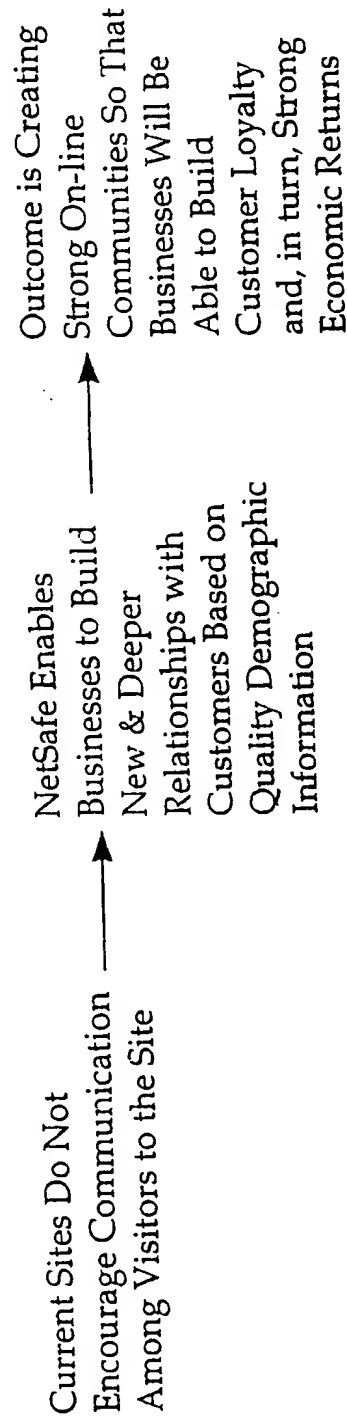 Current Sites Do Not
Encourage Communication
Among Visitors to the Site
NetSafe Enables
Businesses to Build
New & Deeper
Relationships with
Customers Based on
Quality Demographic
Information
Outcome is Creating
Strong On-line
Communities So That
Businesses Will Be
Able to Build
Customer Loyalty
and, in turn, Strong
Economic Returns